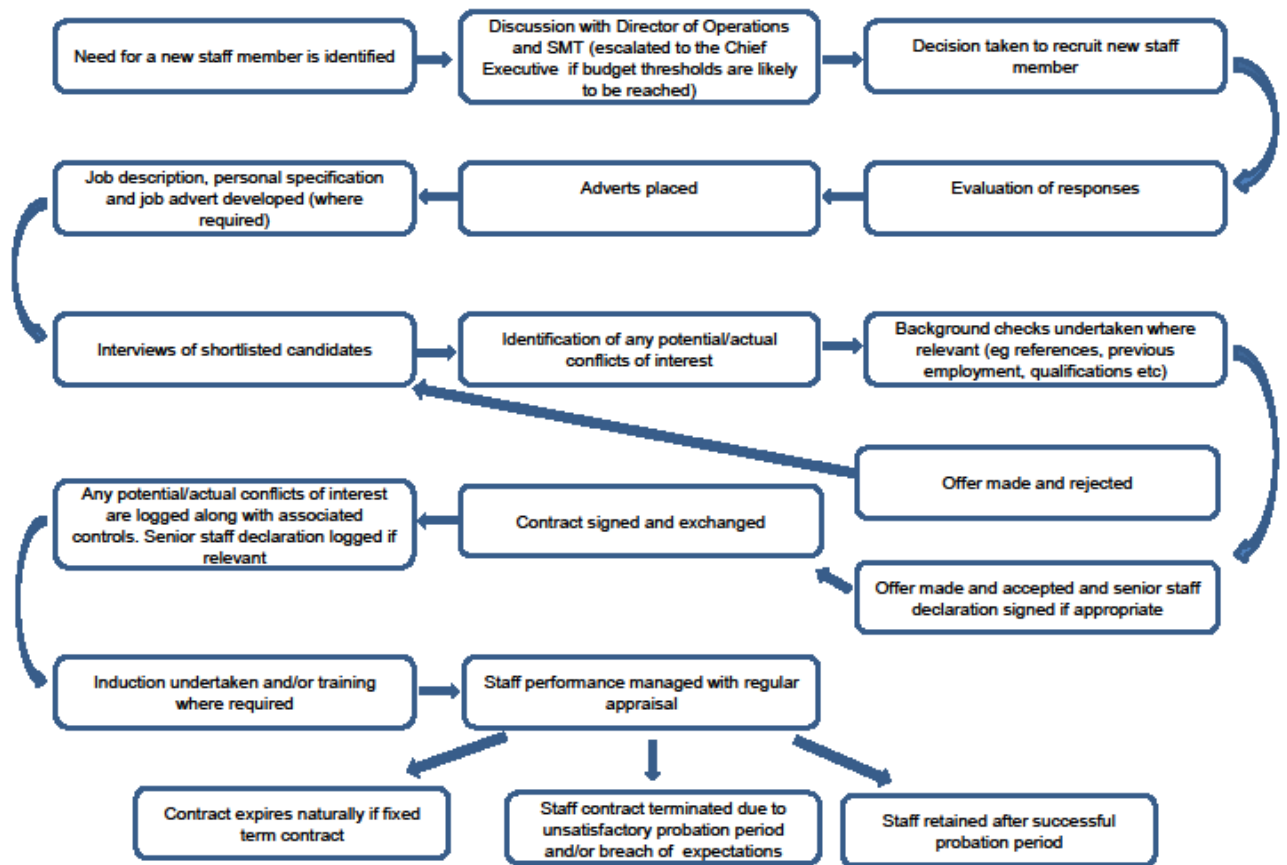 Need for a new staff member is identified
Discussion with Director of Operations
and SMT (escalated to the Chief
Executive if budget thresholds are likely
to be reached)
Decision taken to recruit new staff
member
Job description, personal specification
and job advert developed (where
required)
Adverts placed
Evaluation of responses
Interviews of shortlisted candidates
Identification of any potential/actual
conflicts of interest
Background checks undertaken where
relevant (eg references, previous
employment, qualifications etc)
Offer made and rejected
Any potential/actual conflicts of interest
are logged along with associated
controls. Senior staff declaration logged if
relevant
Contract signed and exchanged
Offer made and accepted and senior staff
declaration signed if appropriate
Induction undertaken and/or training
where required
Staff performance managed with regular
appraisal
Contract expires naturally if fixed
term contract
Staff contract terminated due to
unsatisfactory probation period
and/or breach of expectations
Staff retained after successful
probation period